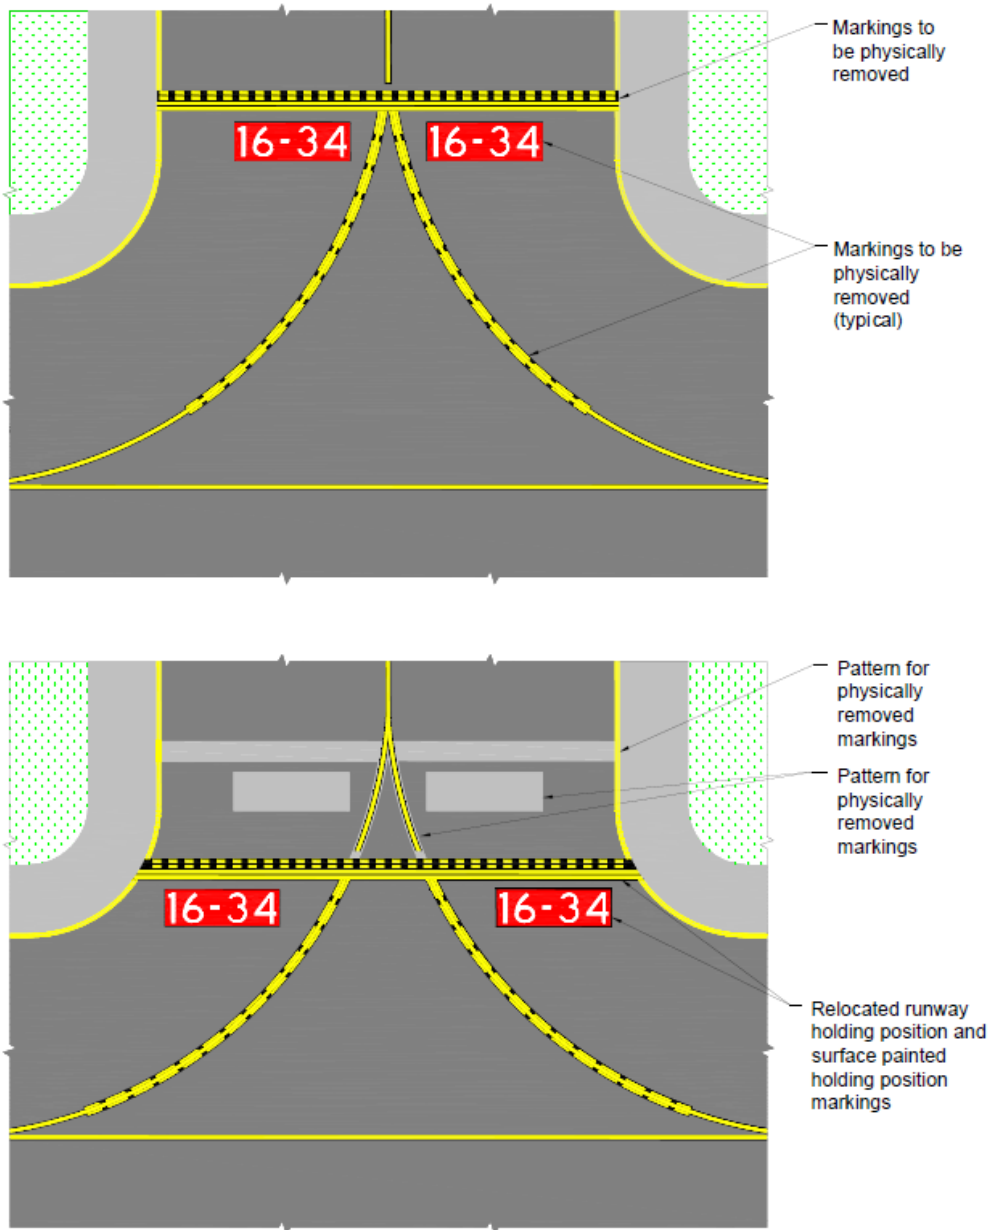 Markings to
be physically
removed
16-34 16-34
Markings to be
physically
removed
(typical)
Pattern for
physically
removed
markings
Pattern for
physically
removed
markings
16-34 16-34
Relocated runway
holding position and
surface painted
holding position
markings